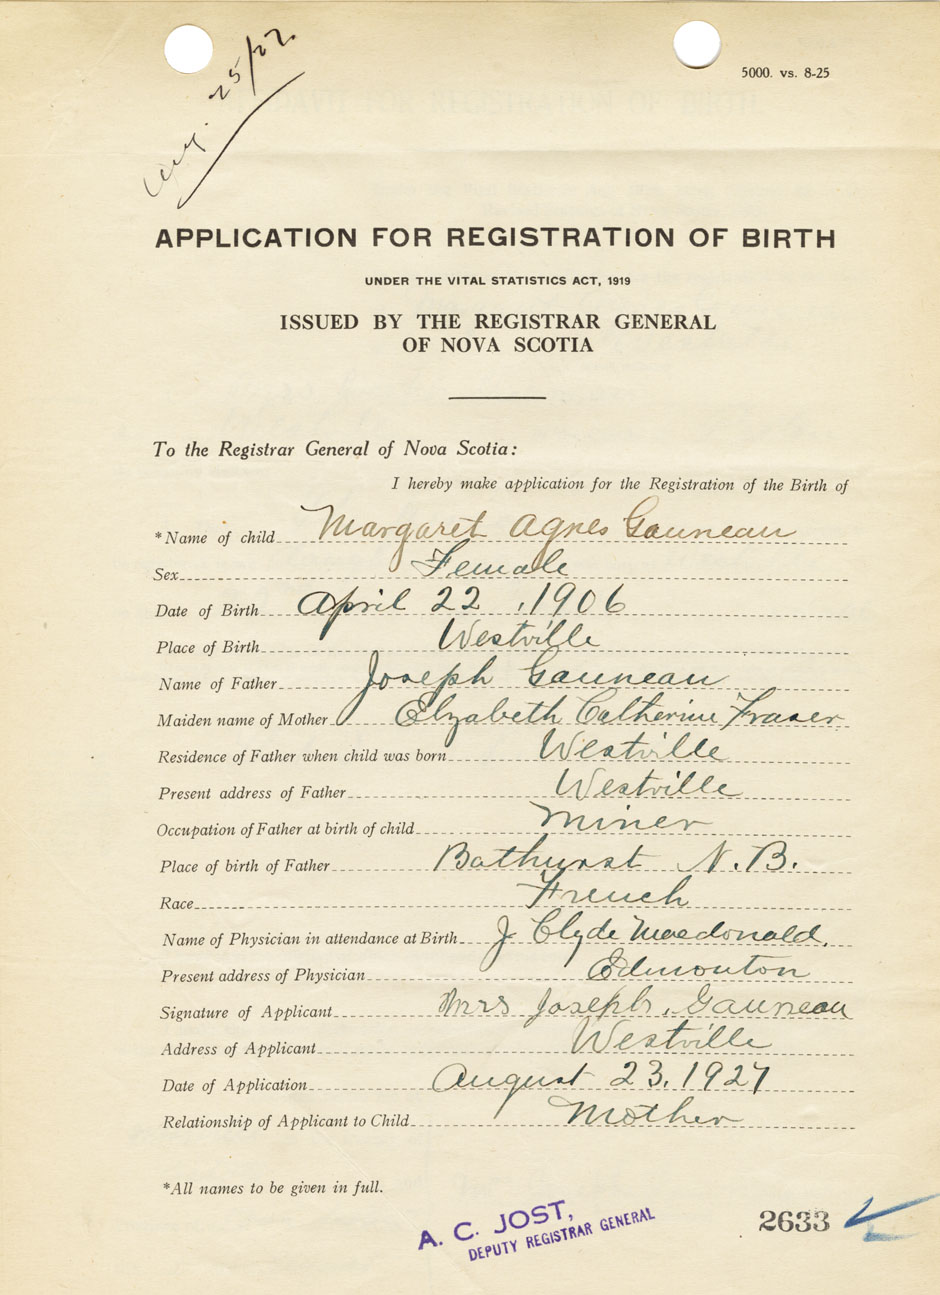 Aug. 25/27.
5000. vs. 8-25
APPLICATION FOR REGISTRATION OF BIRTH
UNDER THE VITAL STATISTICS ACT, 1919
ISSUED BY THE REGISTRAR GENERAL
OF NOVA SCOTIA
To the Registrar General of Nova Scotia:
I hereby make application for the Registration of the Birth of
*Name of child Margaret Agnes Gauneau
Sex Female
Date of Birth April 22, 1906
Place of Birth Westville
Name of Father Joseph Gauneau
Maiden name of Mother Elzabeth Catherine Fraser
Residence of Father when child was born Westville
Present address of Father Westville
Occupation of Father at birth of child Miner
Place of birth of Father Bathurst N.B.
Race French
Name of Physician in attendance at Birth J Clyde Macdonald.
Present address of Physician Edmonton
Signature of Applicant Mrs Joseph. Gauneau
Address of Applicant Westville
Date of Application August 23. 1927
Relationship of Applicant to Child Mother
*All names to be given in full.
A. C. JOST,
DEPUTY REGISTRAR GENERAL
2633